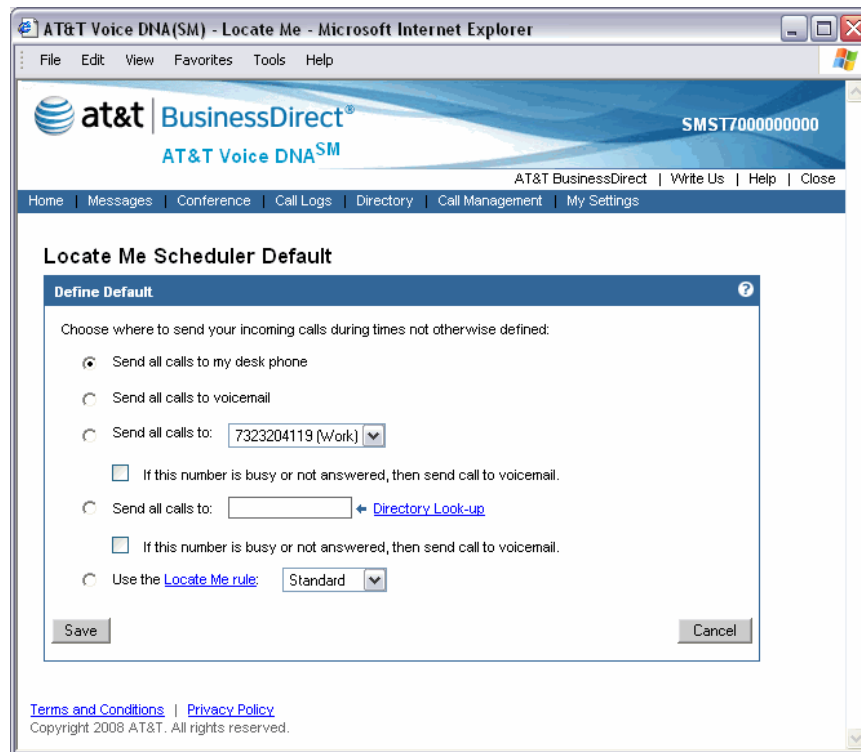 AT&T Voice DNA(SM) - Locate Me - Microsoft Internet Explorer
File Edit View Favorites Tools Help
at&t | BusinessDirect®
SMST7000000000
AT&T Voice DNA SM
AT&T BusinessDirect | Write Us | Help | Close
Home | Messages | Conference | Call Logs | Directory | Call Management | My Settings
Locate Me Scheduler Default
Define Default ?
Choose where to send your incoming calls during times not otherwise defined:
Send all calls to my desk phone
Send all calls to voicemail
Send all calls to: 7323204119 (Work)
If this number is busy or not answered, then send call to voicemail.
Send all calls to: Directory Look-up
If this number is busy or not answered, then send call to voicemail.
Use the Locate Me rule: Standard
Save Cancel
Terms and Conditions | Privacy Policy
Copyright 2008 AT&T. All rights reserved.